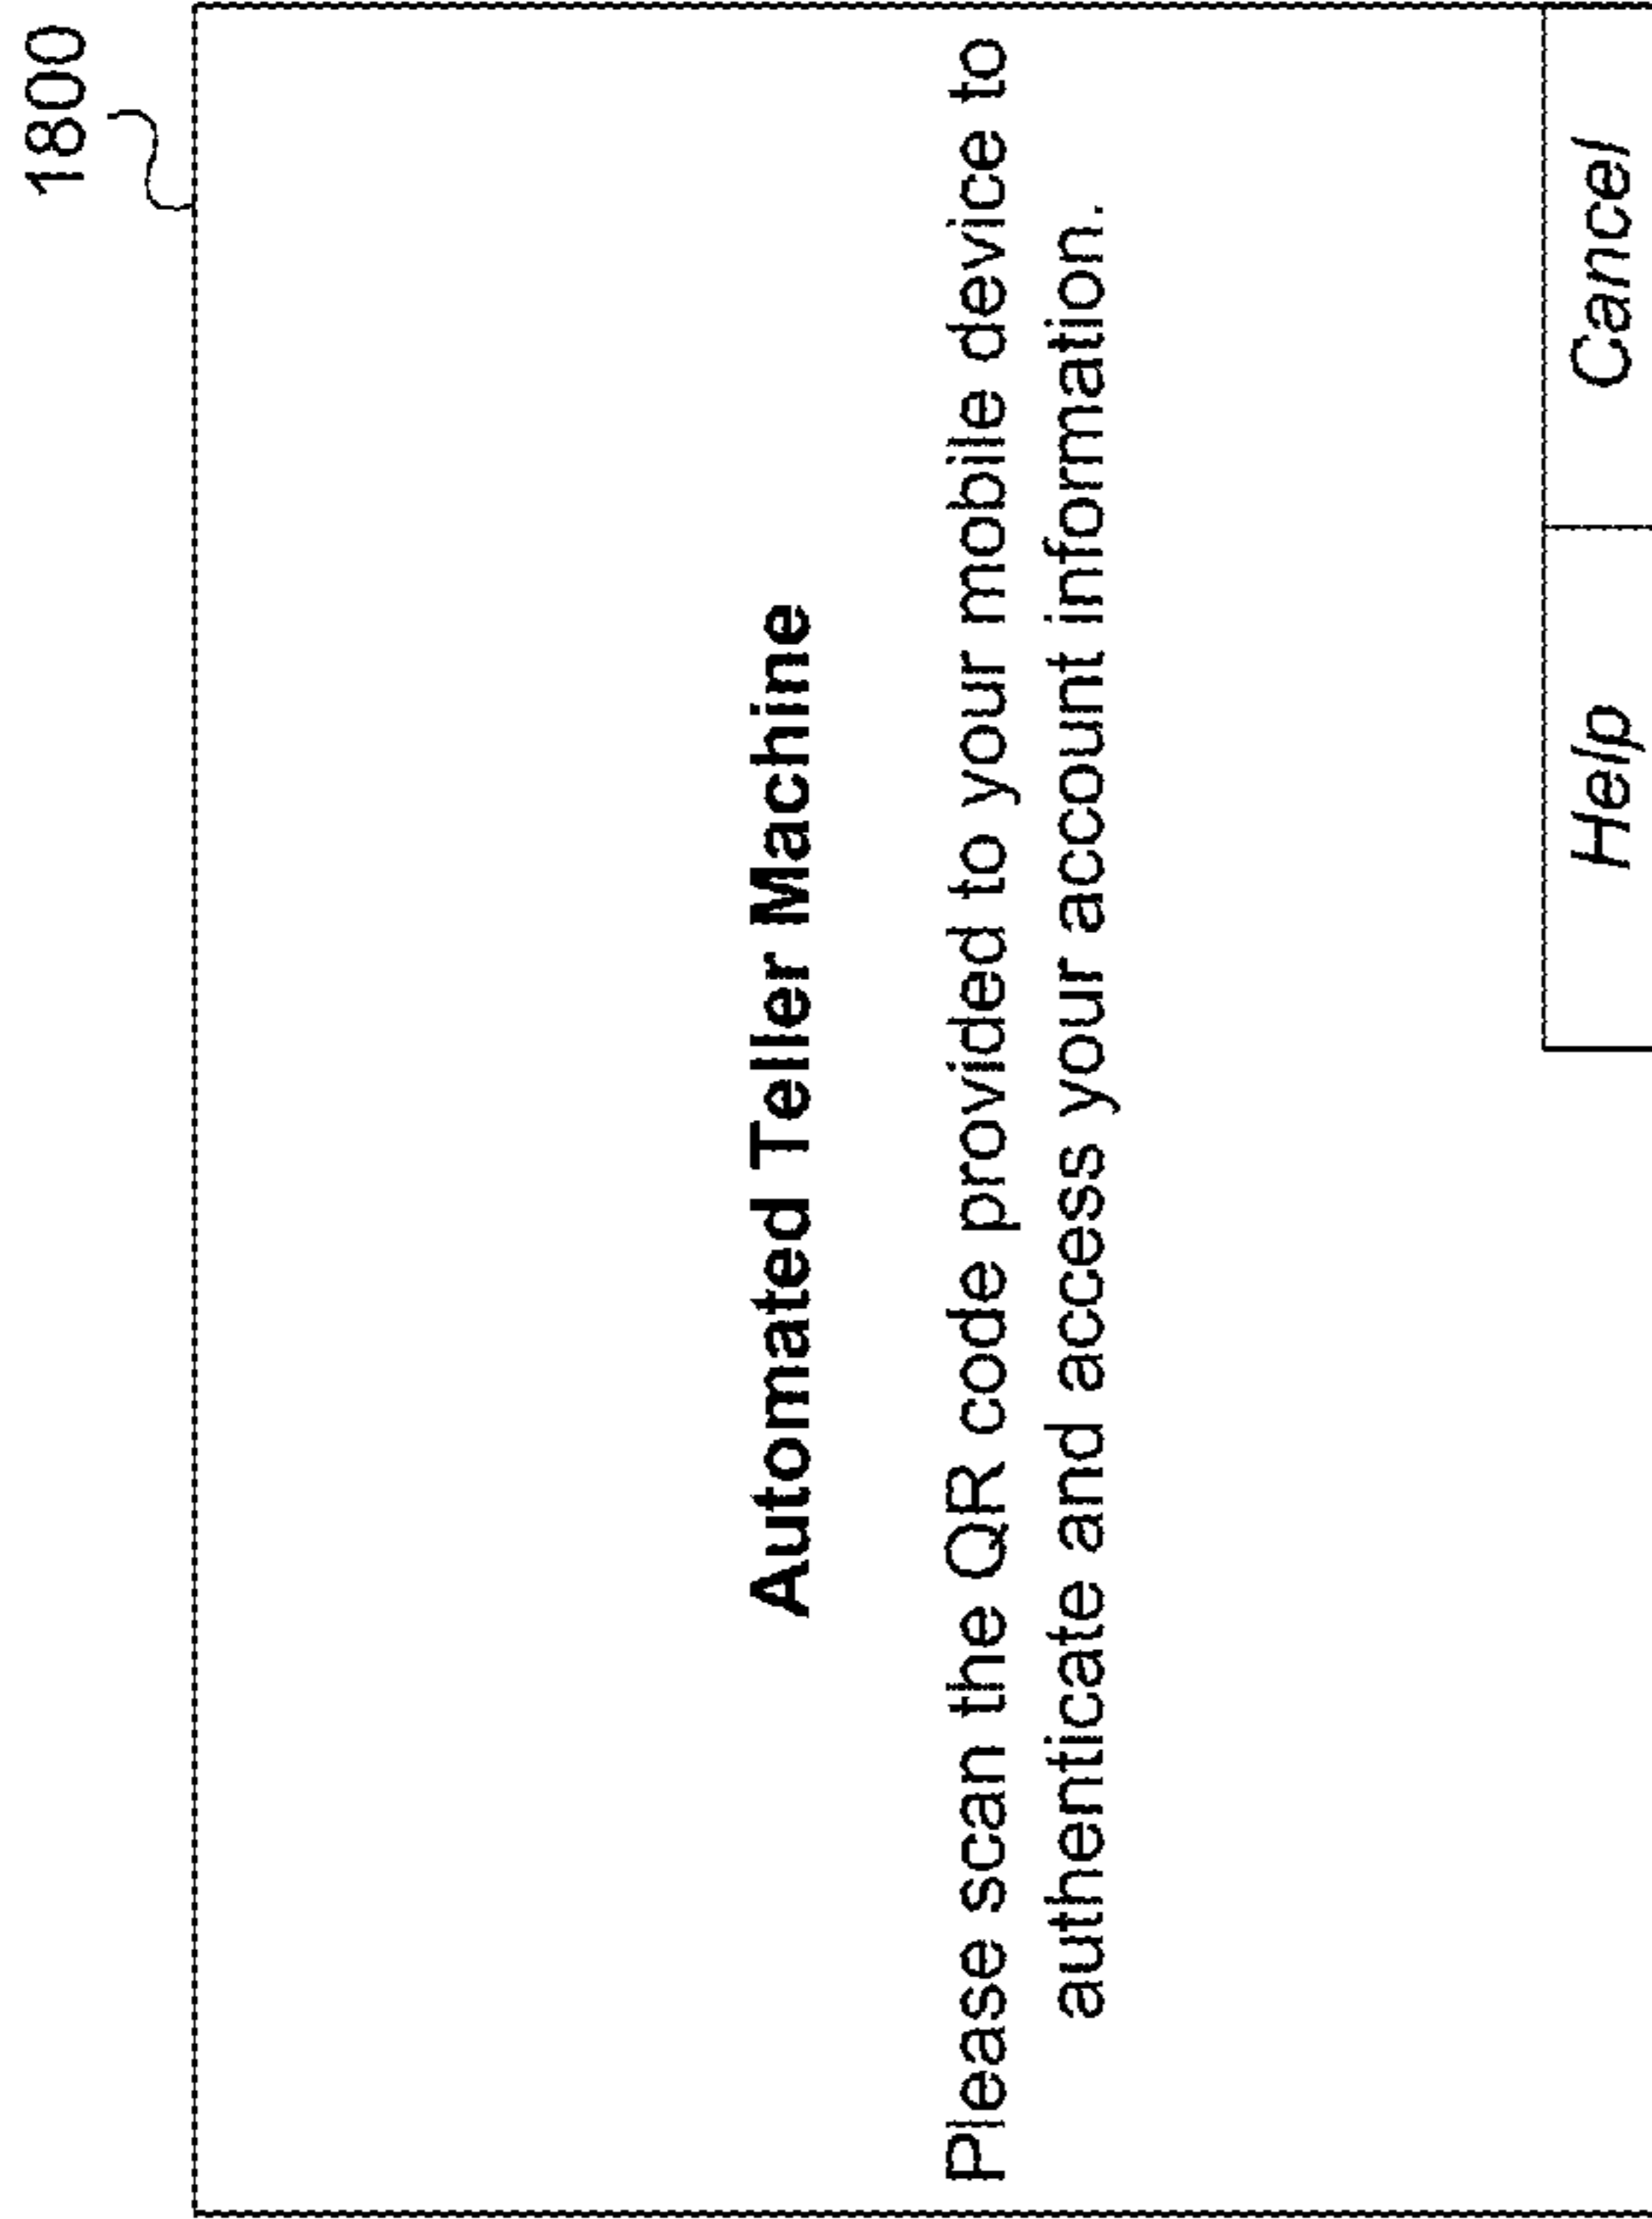 1800
Automated Teller Machine
Please scan the QR code provided to your mobile device to
authenticate and access your account information.
Help
Cancel